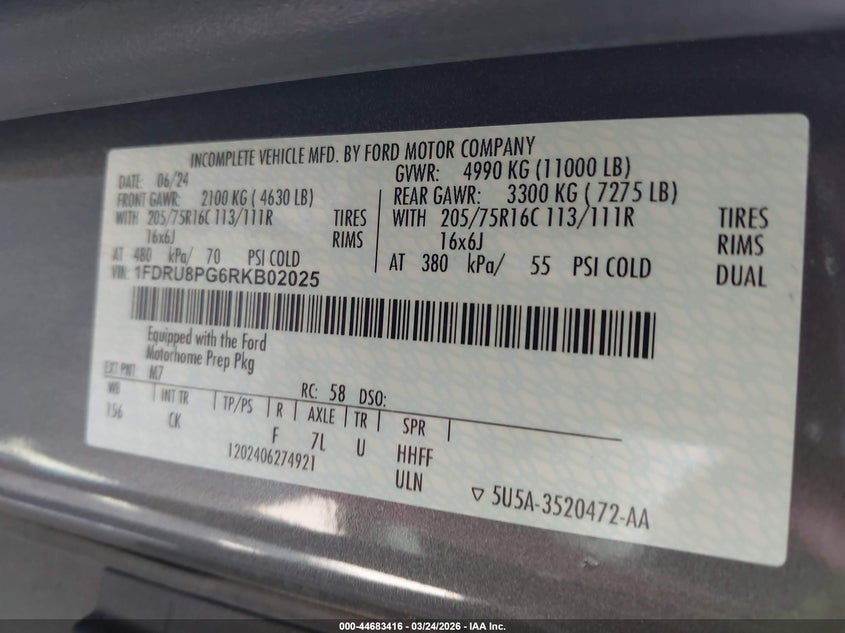 INCOMPLETE VEHICLE MFD. BY FORD MOTOR COMPANY
DATE: 06/24 GVWR: 4990 KG (11000 LB)
FRONT GAWR: 2100 KG ( 4630 LB) REAR GAWR: 3300 KG ( 7275 LB)
WITH 205/75R16C 113/111R TIRES WITH 205/75R16C 113/111R TIRES
16x6J RIMS 16x6J RIMS
AT 480 kPa/ 70 PSI COLD AT 380 kPa/ 55 PSI COLD DUAL
VIN: 1FDRU8PG6RKB02025
Equipped with the Ford
Motorhome Prep Pkg
EXT PNT: M7 RC: 58 DSO:
WB INT TR TP/PS R AXLE TR SPR
156 CK F 7L U HHFF
1202406274921 ULN
▽ 5U5A-3520472-AA
000-44683416 - 03/24/2026 - IAA Inc.